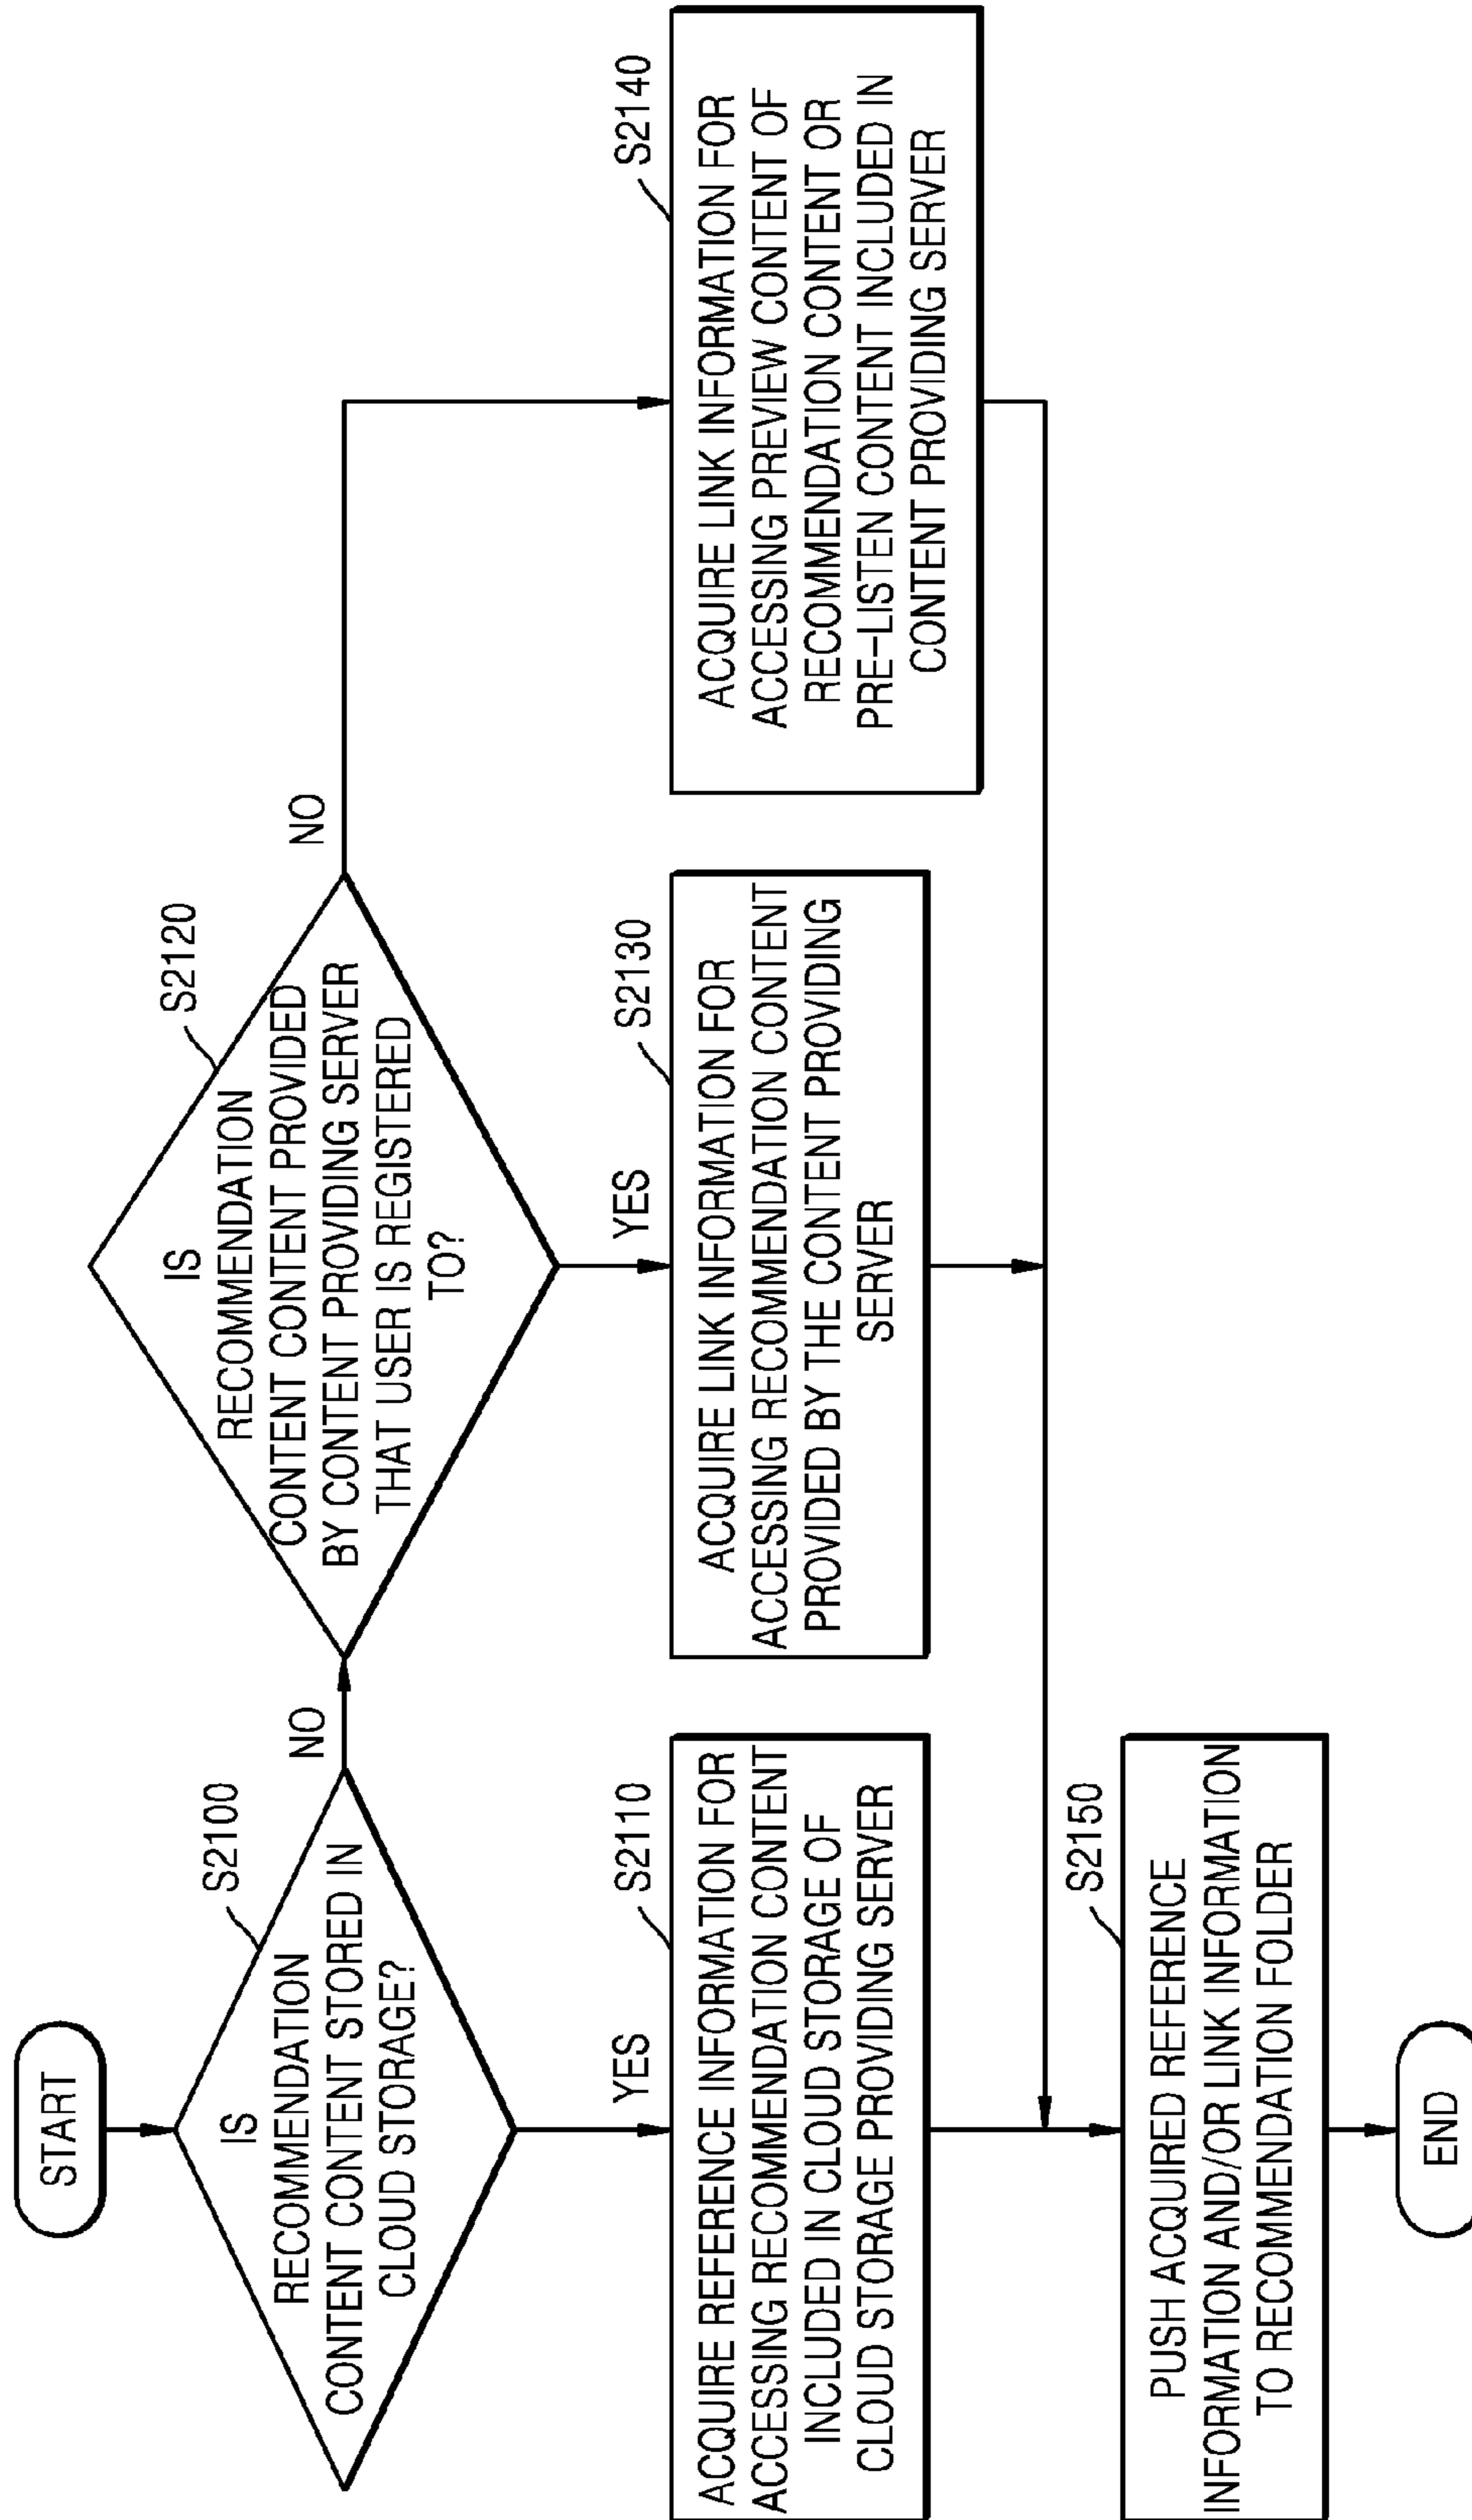 START
S2100
IS
RECOMMENDATION
CONTENT CONTENT STORED IN
CLOUD STORAGE?
NO
YES
S2110
ACQUIRE REFERENCE INFORMATION FOR
ACCESSING RECOMMENDATION CONTENT
INCLUDED IN CLOUD STORAGE OF
CLOUD STORAGE PROVIDING SERVER
S2120
IS
RECOMMENDATION
CONTENT CONTENT PROVIDED
BY CONTENT PROVIDING SERVER
THAT USER IS REGISTERED
TO?
NO
YES
S2130
ACQUIRE LINK INFORMATION FOR
ACCESSING RECOMMENDATION CONTENT
PROVIDED BY THE CONTENT PROVIDING
SERVER
S2140
ACQUIRE LINK INFORMATION FOR
ACCESSING PREVIEW CONTENT OF
RECOMMENDATION CONTENT OR
PRE-LISTEN CONTENT INCLUDED IN
CONTENT PROVIDING SERVER
S2150
PUSH ACQUIRED REFERENCE
INFORMATION AND/OR LINK INFORMATION
TO RECOMMENDATION FOLDER
END